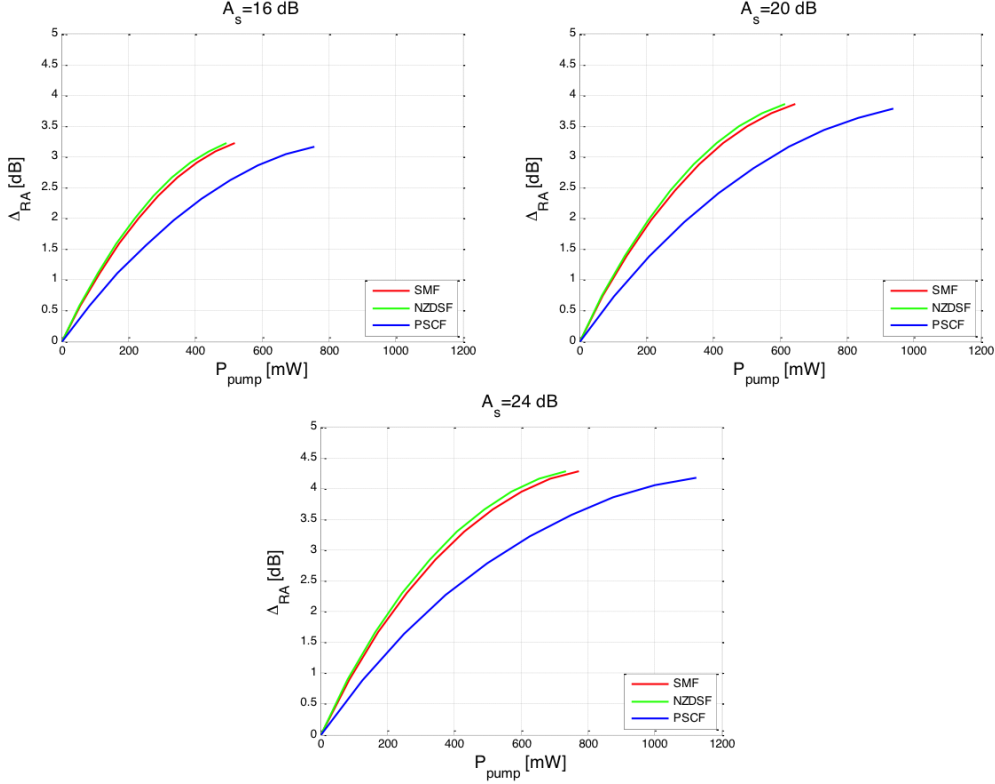 A_s=16 dB
Δ_RA [dB]
5
4.5
4
3.5
3
2.5
2
1.5
1
0.5
0
0 200 400 600 800 1000 1200
P_pump [mW]
SMF
NZDSF
PSCF
A_s=20 dB
Δ_RA [dB]
5
4.5
4
3.5
3
2.5
2
1.5
1
0.5
0
0 200 400 600 800 1000 1200
P_pump [mW]
SMF
NZDSF
PSCF
A_s=24 dB
Δ_RA [dB]
5
4.5
4
3.5
3
2.5
2
1.5
1
0.5
0
0 200 400 600 800 1000 1200
P_pump [mW]
SMF
NZDSF
PSCF